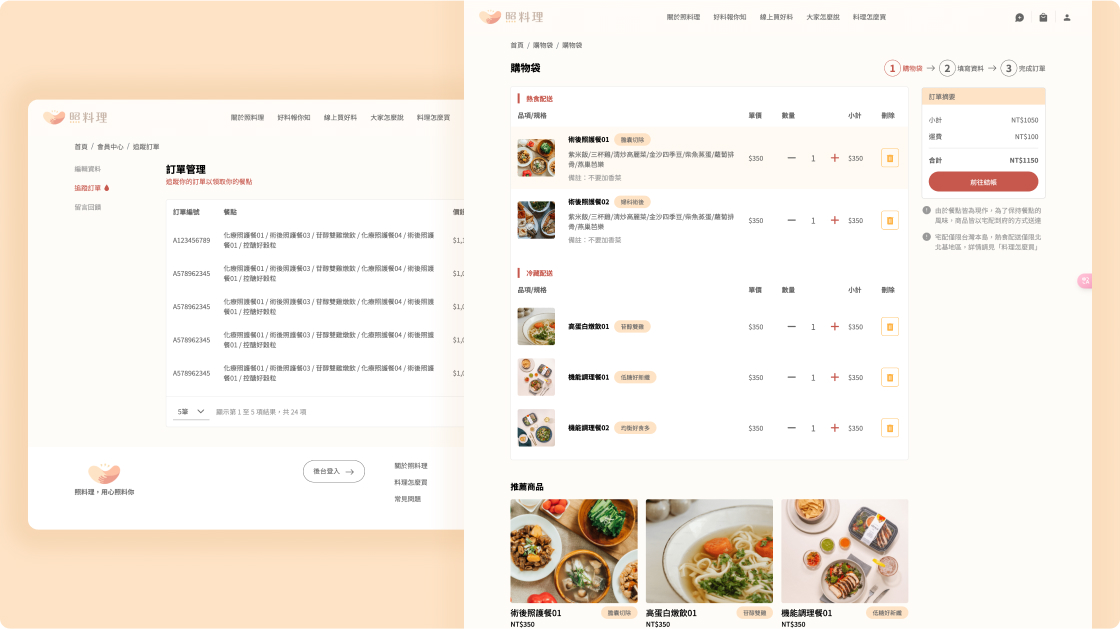 照料理
關於照料理
好料報你知
線上買好料
大家怎麼說
料理怎麼買
首頁 / 會員中心 / 追蹤訂單
編輯資料
追蹤訂單
留言回饋
訂單管理
追蹤你的訂單以領取你的餐點
訂單編號
餐點
A123456789
化療照護餐01 / 術後照護餐03 / 苷醇雙雞燉飲 / 化療照護餐04 / 術後照護
餐01 / 控醣好穀粒
$1,
A578962345
化療照護餐01 / 術後照護餐03 / 苷醇雙雞燉飲 / 化療照護餐04 / 術後照護
餐01 / 控醣好穀粒
A578962345
化療照護餐01 / 術後照護餐03 / 苷醇雙雞燉飲 / 化療照護餐04 / 術後照護
餐01 / 控醣好穀粒
A578962345
化療照護餐01 / 術後照護餐03 / 苷醇雙雞燉飲 / 化療照護餐04 / 術後照護
餐01 / 控醣好穀粒
A578962345
化療照護餐01 / 術後照護餐03 / 苷醇雙雞燉飲 / 化療照護餐04 / 術後照護
餐01 / 控醣好穀粒
5筆
顯示第 1 至 5 項結果，共 24 項
照料理，用心照料你
後台登入
關於照料理
料理怎麼買
常見問題
照料理
關於照料理
好料報你知
線上買好料
大家怎麼說
料理怎麼買
首頁 / 購物袋 / 購物袋
購物袋
1 購物袋 → 2 填寫資料 → 3 完成訂單
熱食配送
品項/規格
單價
數量
小計
刪除
術後照護餐01
膽囊切除
紫米飯/三杯鷄/清炒高麗菜/金沙四季豆/柴魚蒸蛋/蘿蔔排
骨/燕巢芭樂
備註：不要加香菜
$350
1
$350
術後照護餐02
婦科術後
紫米飯/三杯鷄/清炒高麗菜/金沙四季豆/柴魚蒸蛋/蘿蔔排
骨/燕巢芭樂
備註：不要加香菜
$350
1
$350
冷藏配送
品項/規格
單價
數量
小計
刪除
高蛋白燉飲01
苷醇雙雞
$350
1
$350
機能調理餐01
低醣好新纖
$350
1
$350
機能調理餐02
均衡好食多
$350
1
$350
訂單摘要
小計
NT$1050
運費
NT$100
合計
NT$1150
前往結帳
由於餐點皆為現作，為了保持餐點的
風味，商品皆以宅配到府的方式送達
宅配僅限台灣本島，熱食配送僅限北
北基地區，詳情請見「料理怎麼買」
推薦商品
術後照護餐01
膽囊切除
NT$350
高蛋白燉飲01
苷醇雙雞
NT$350
機能調理餐01
低醣好新纖
NT$350